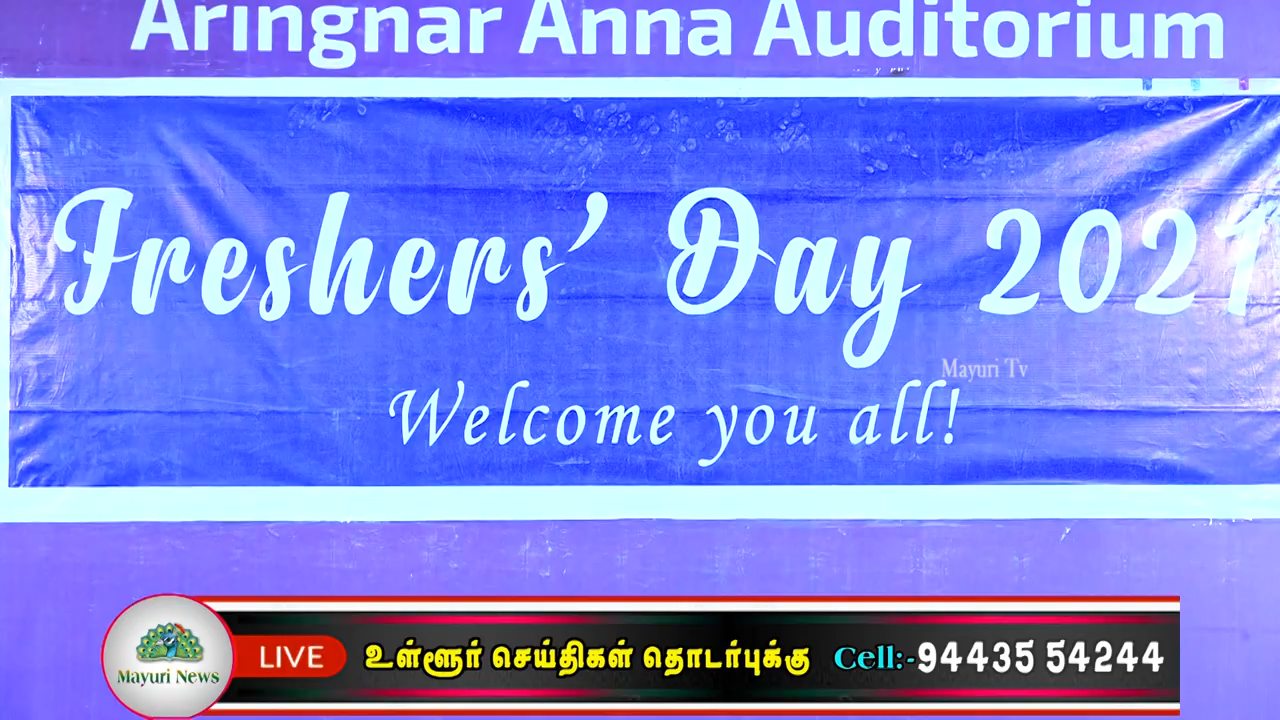 Aringnar Anna Auditorium
Freshers' Day 2021
Mayuri Tv
Welcome you all!
Mayuri News
LIVE
உள்ளூர் செய்திகள் தொடர்புக்கு Cell:-94435 54244